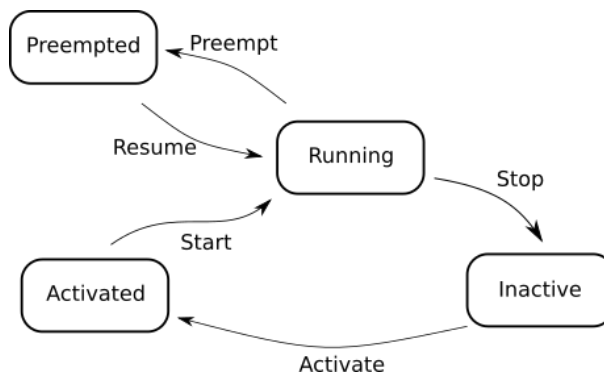 Preempted
Preempt
Resume
Running
Stop
Start
Activated
Inactive
Activate